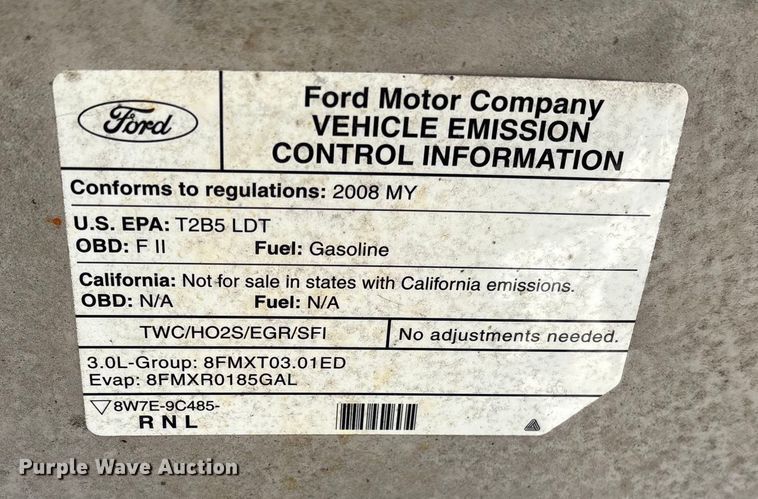 Ford
Ford Motor Company
VEHICLE EMISSION
CONTROL INFORMATION
Conforms to regulations: 2008 MY
U.S. EPA: T2B5 LDT
OBD: F II Fuel: Gasoline
California: Not for sale in states with California emissions.
OBD: N/A Fuel: N/A
TWC/HO2S/EGR/SFI No adjustments needed.
3.0L-Group: 8FMXT03.01ED
Evap: 8FMXR0185GAL
8W7E-9C485-
R N L
Purple Wave Auction